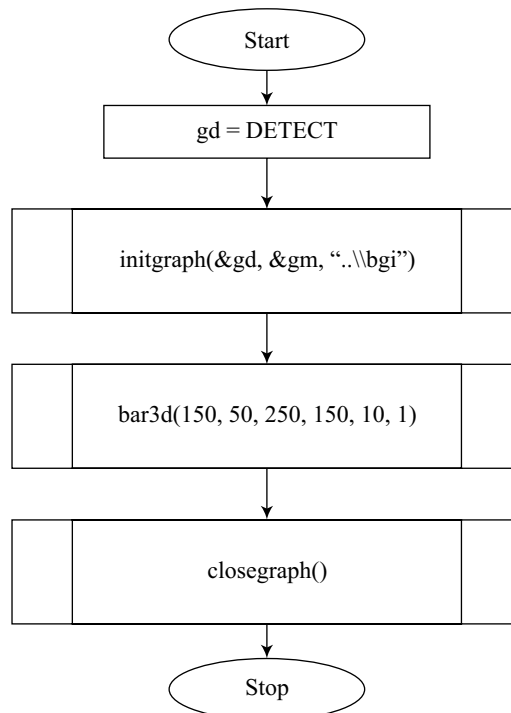 Start
gd = DETECT
initgraph(&gd, &gm, “..\\bgi”)
bar3d(150, 50, 250, 150, 10, 1)
closegraph()
Stop